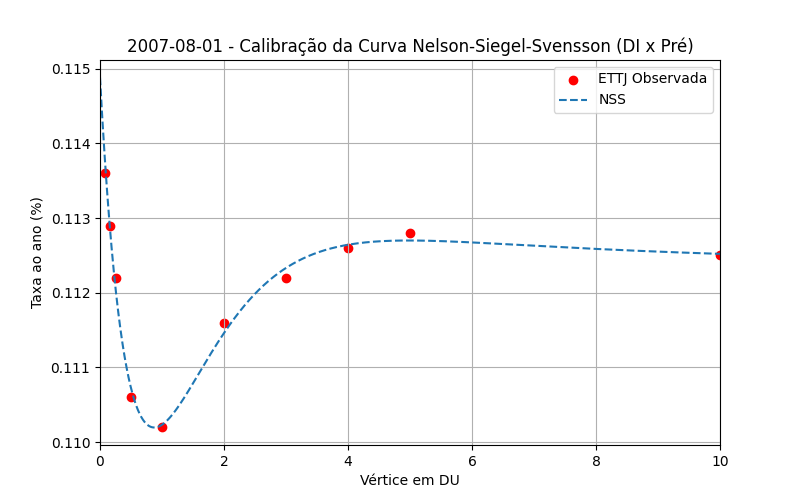 2007-08-01 - Calibração da Curva Nelson-Siegel-Svensson (DI x Pré)
ETTJ Observada
NSS
Taxa ao ano (%)
0.115
0.114
0.113
0.112
0.111
0.110
0
2
4
6
8
10
Vértice em DU